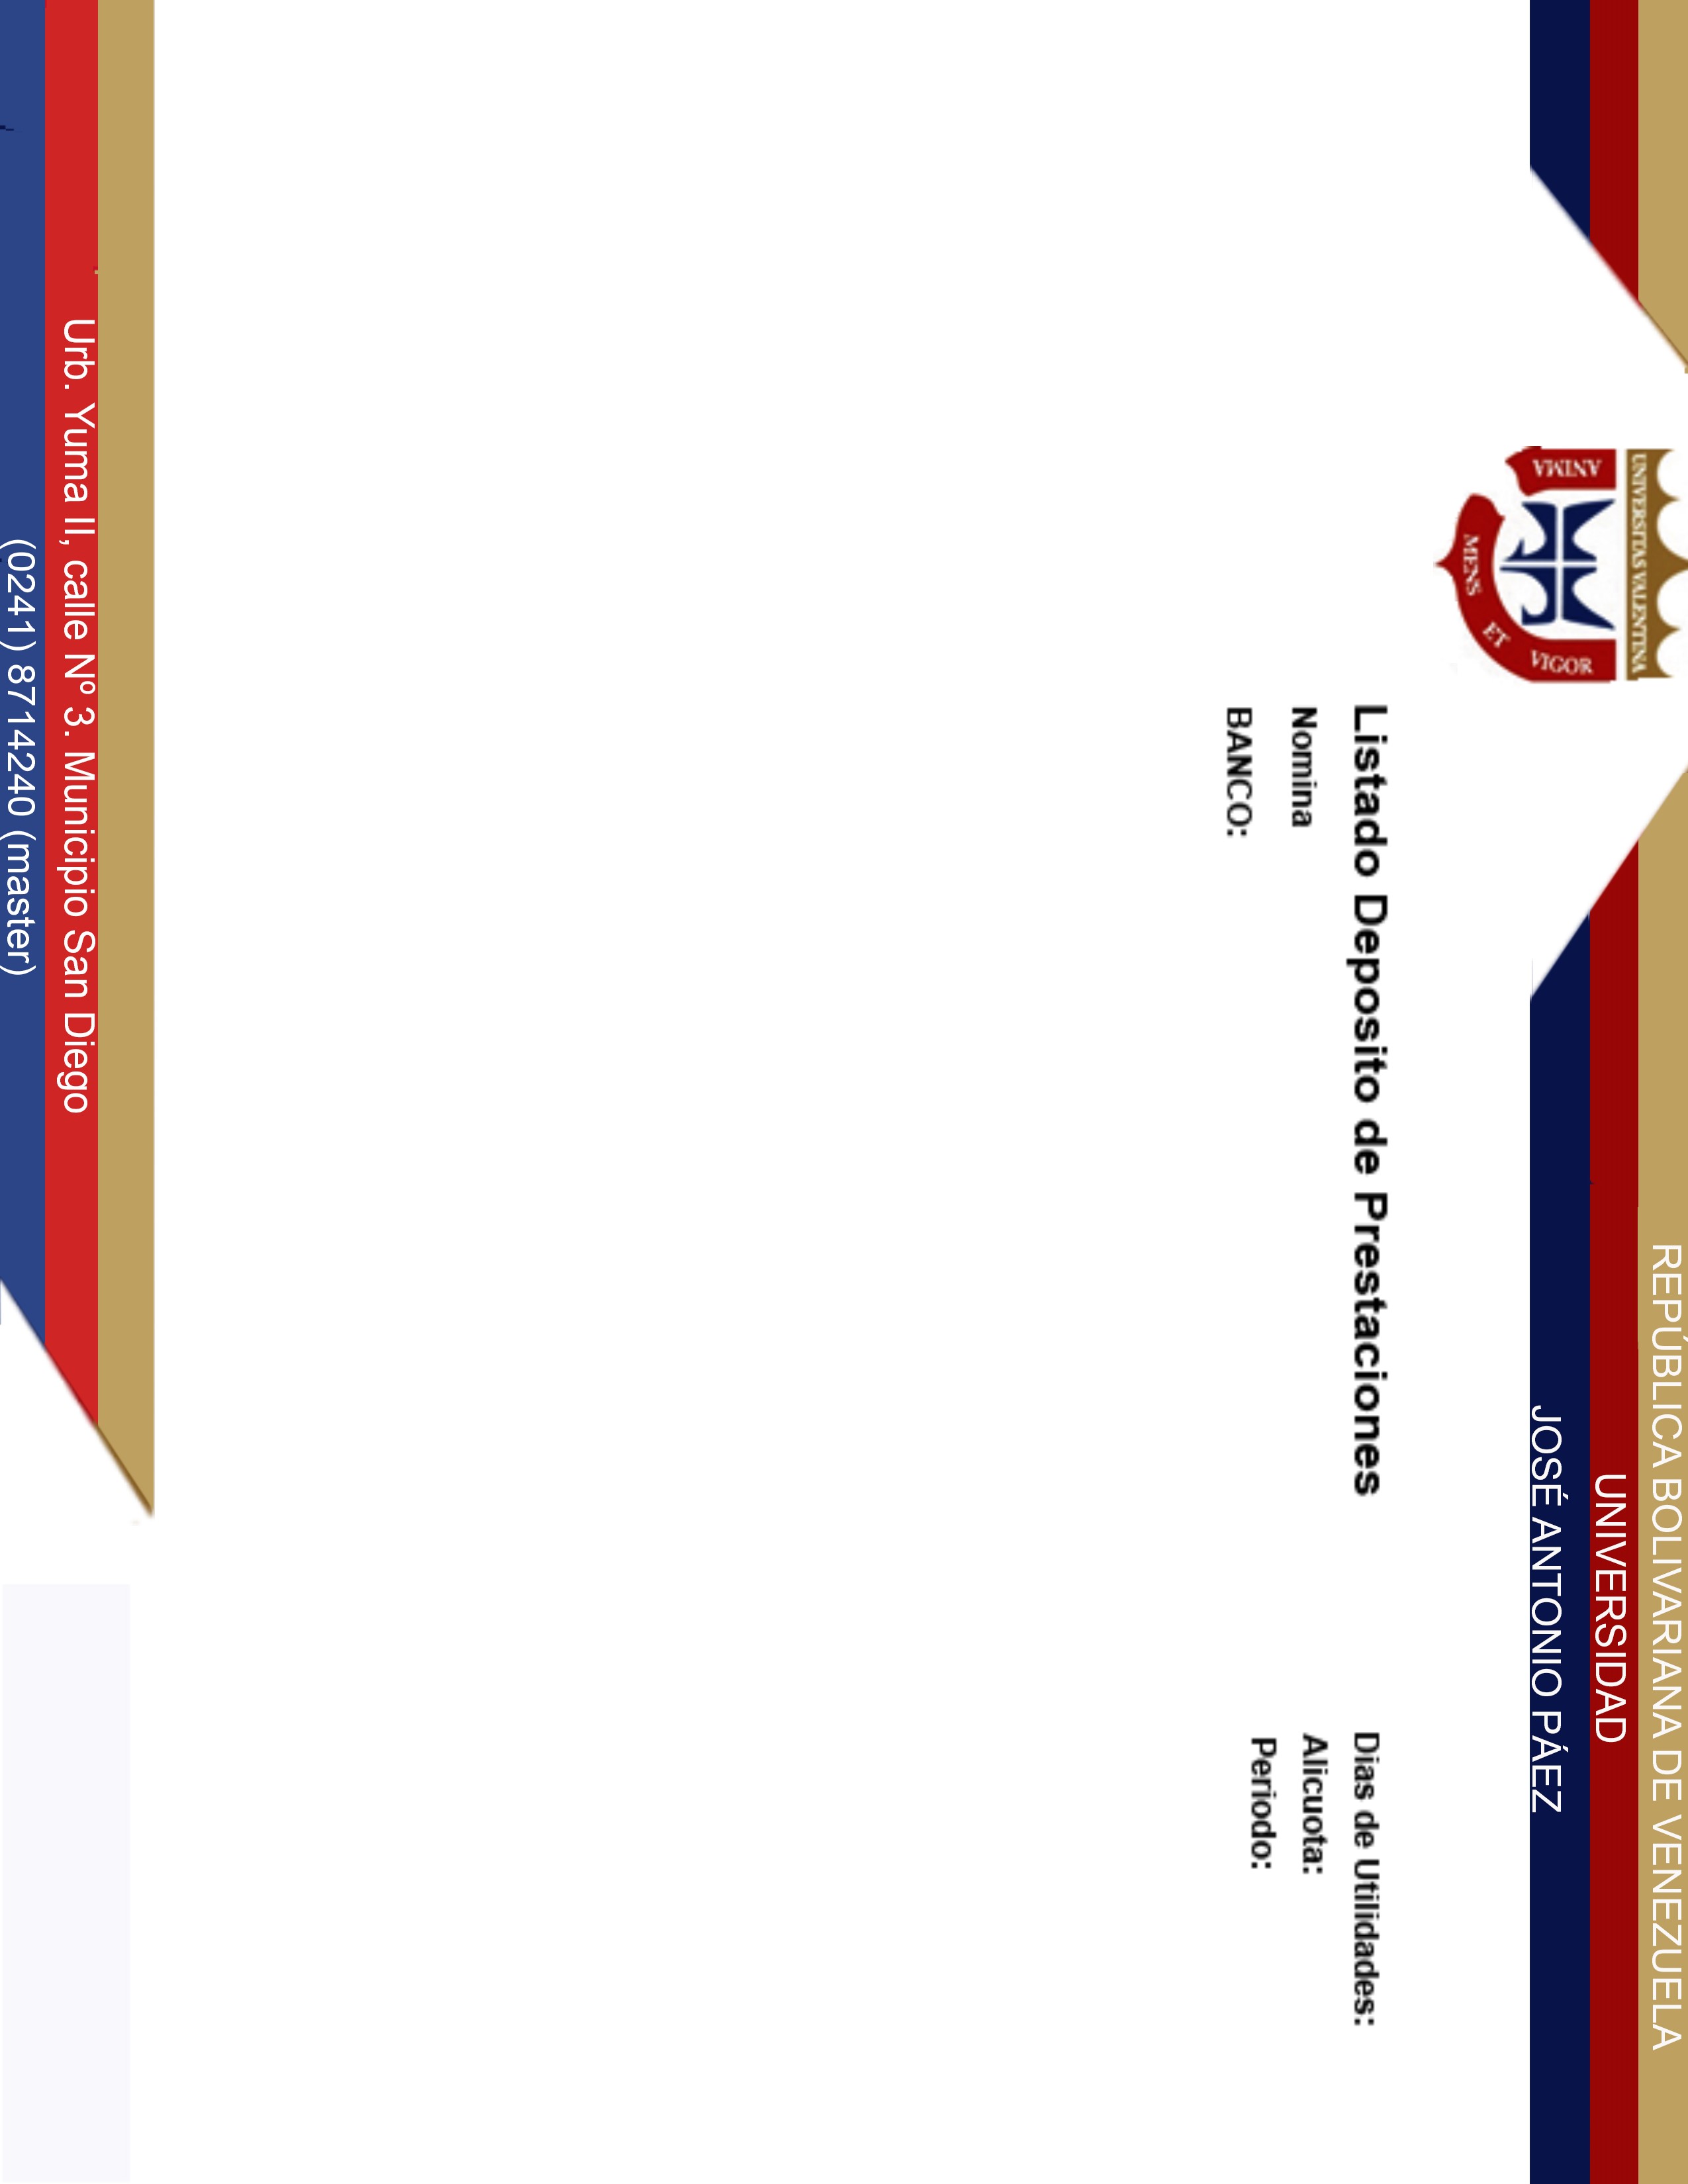 REPÚBLICA BOLIVARIANA DE VENEZUELA
UNIVERSIDAD
JOSÉ ANTONIO PÁEZ
UNIVERSITAS VALENTINA
ANIMA
MENS ET VIGOR
Listado Deposito de Prestaciones
Nomina
BANCO:
Dias de Utilidades:
Alicuota:
Periodo:
Urb. Yuma II, calle Nº 3. Municipio San Diego
(0241) 8714240 (master)